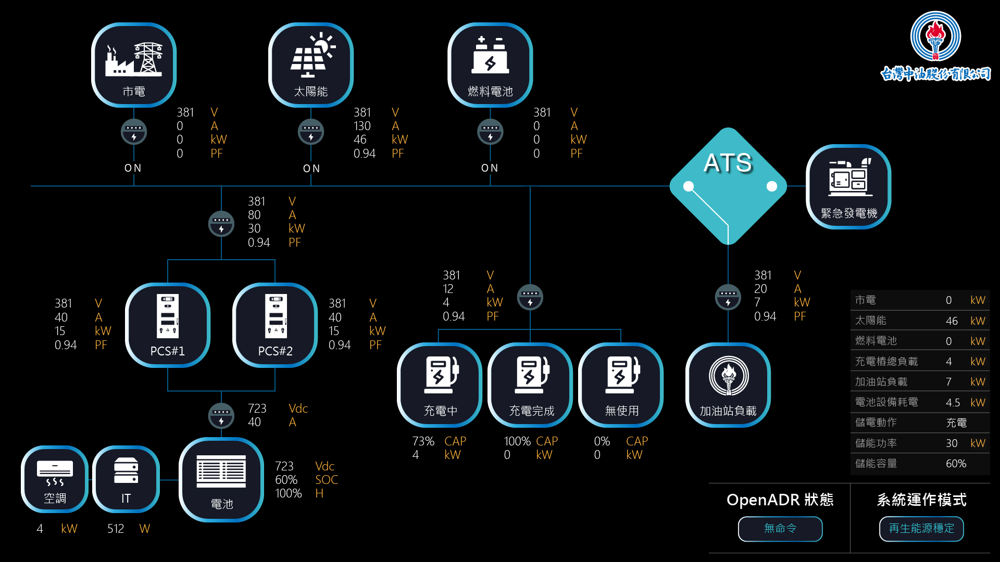 市電
太陽能
燃料電池
台灣中油股份有限公司
381 V
0 A
0 kW
0 PF
ON
381 V
130 A
46 kW
0.94 PF
ON
381 V
0 A
0 kW
0 PF
ON
ATS
緊急發電機
381 V
80 A
30 kW
0.94 PF
381 V
40 A
15 kW
0.94 PF
PCS#1
PCS#2
381 V
40 A
15 kW
0.94 PF
381 V
12 A
4 kW
0.94 PF
381 V
20 A
7 kW
0.94 PF
充電中
充電完成
無使用
加油站負載
73% CAP
4 kW
100% CAP
0 kW
0% CAP
0 kW
723 Vdc
40 A
空調
IT
電池
4 kW
512 W
723 Vdc
60% SOC
100% H
市電 0 kW
太陽能 46 kW
燃料電池 0 kW
充電樁總負載 4 kW
加油站負載 7 kW
電池設備耗電 4.5 kW
儲電動作 充電
儲能功率 30 kW
儲能容量 60%
OpenADR 狀態
無命令
系統運作模式
再生能源穩定